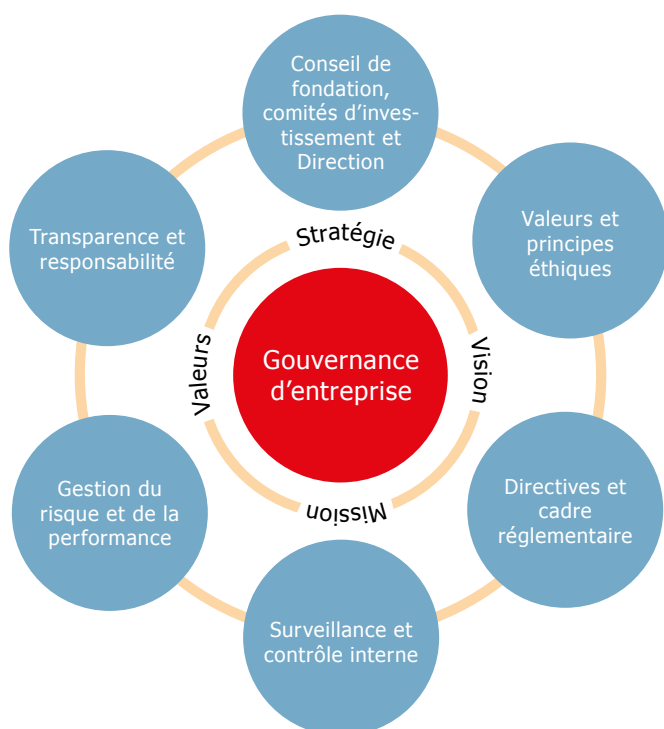 Conseil de
fondation,
comités d'inves-
tissement et
Direction
Transparence et
responsabilité
Valeurs et
principes
éthiques
Stratégie
Valeurs
Gouvernance
d'entreprise
Vision
Mission
Gestion du
risque et de la
performance
Directives et
cadre
réglementaire
Surveillance et
contrôle interne